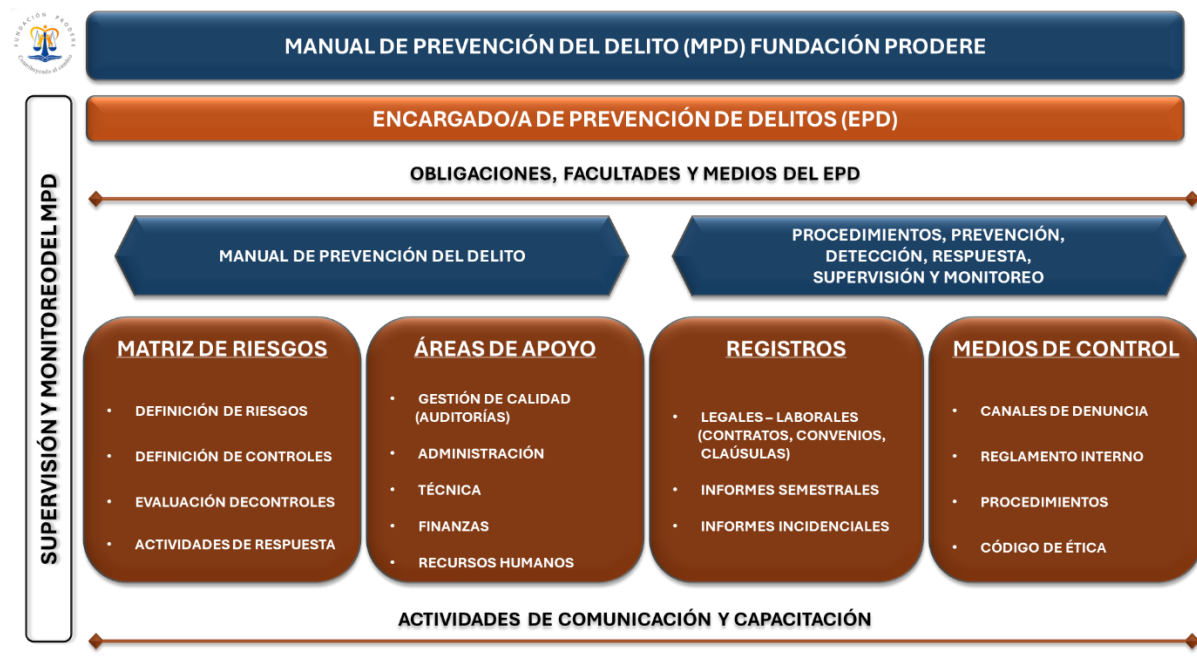 FUNDACIÓN PRODERE
Contribuyendo al cambio
MANUAL DE PREVENCIÓN DEL DELITO (MPD) FUNDACIÓN PRODERE
ENCARGADO/A DE PREVENCIÓN DE DELITOS (EPD)
SUPERVISIÓN Y MONITOREODEL MPD
OBLIGACIONES, FACULTADES Y MEDIOS DEL EPD
MANUAL DE PREVENCIÓN DEL DELITO
PROCEDIMIENTOS, PREVENCIÓN,
DETECCIÓN, RESPUESTA,
SUPERVISIÓN Y MONITOREO
MATRIZ DE RIESGOS
• DEFINICIÓN DE RIESGOS
• DEFINICIÓN DE CONTROLES
• EVALUACIÓN DECONTROLES
• ACTIVIDADES DE RESPUESTA
ÁREAS DE APOYO
• GESTIÓN DE CALIDAD
(AUDITORÍAS)
• ADMINISTRACIÓN
• TÉCNICA
• FINANZAS
• RECURSOS HUMANOS
REGISTROS
• LEGALES – LABORALES
(CONTRATOS, CONVENIOS,
CLAÚSULAS)
• INFORMES SEMESTRALES
• INFORMES INCIDENCIALES
MEDIOS DE CONTROL
• CANALES DE DENUNCIA
• REGLAMENTO INTERNO
• PROCEDIMIENTOS
• CÓDIGO DE ÉTICA
ACTIVIDADES DE COMUNICACIÓN Y CAPACITACIÓN